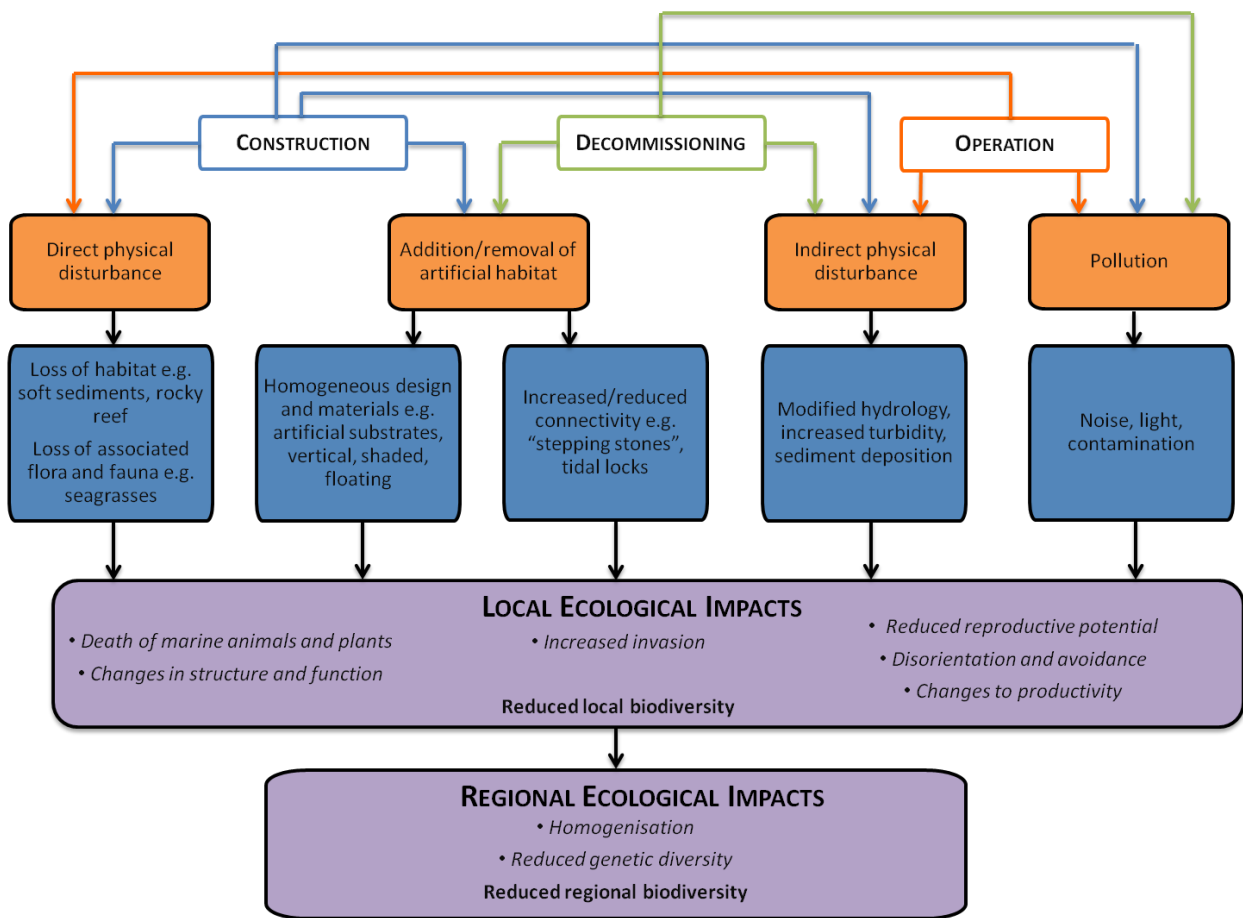 CONSTRUCTION
DECOMMISSIONING
OPERATION
Direct physical
disturbance
Addition/removal of
artificial habitat
Indirect physical
disturbance
Pollution
Loss of habitat e.g.
soft sediments, rocky
reef
Loss of associated
flora and fauna e.g.
seagrasses
Homogeneous design
and materials e.g.
artificial substrates,
vertical, shaded,
floating
Increased/reduced
connectivity e.g.
“stepping stones”,
tidal locks
Modified hydrology,
increased turbidity,
sediment deposition
Noise, light,
contamination
LOCAL ECOLOGICAL IMPACTS
• Death of marine animals and plants
• Changes in structure and function
• Increased invasion
• Reduced reproductive potential
• Disorientation and avoidance
• Changes to productivity
Reduced local biodiversity
REGIONAL ECOLOGICAL IMPACTS
• Homogenisation
• Reduced genetic diversity
Reduced regional biodiversity